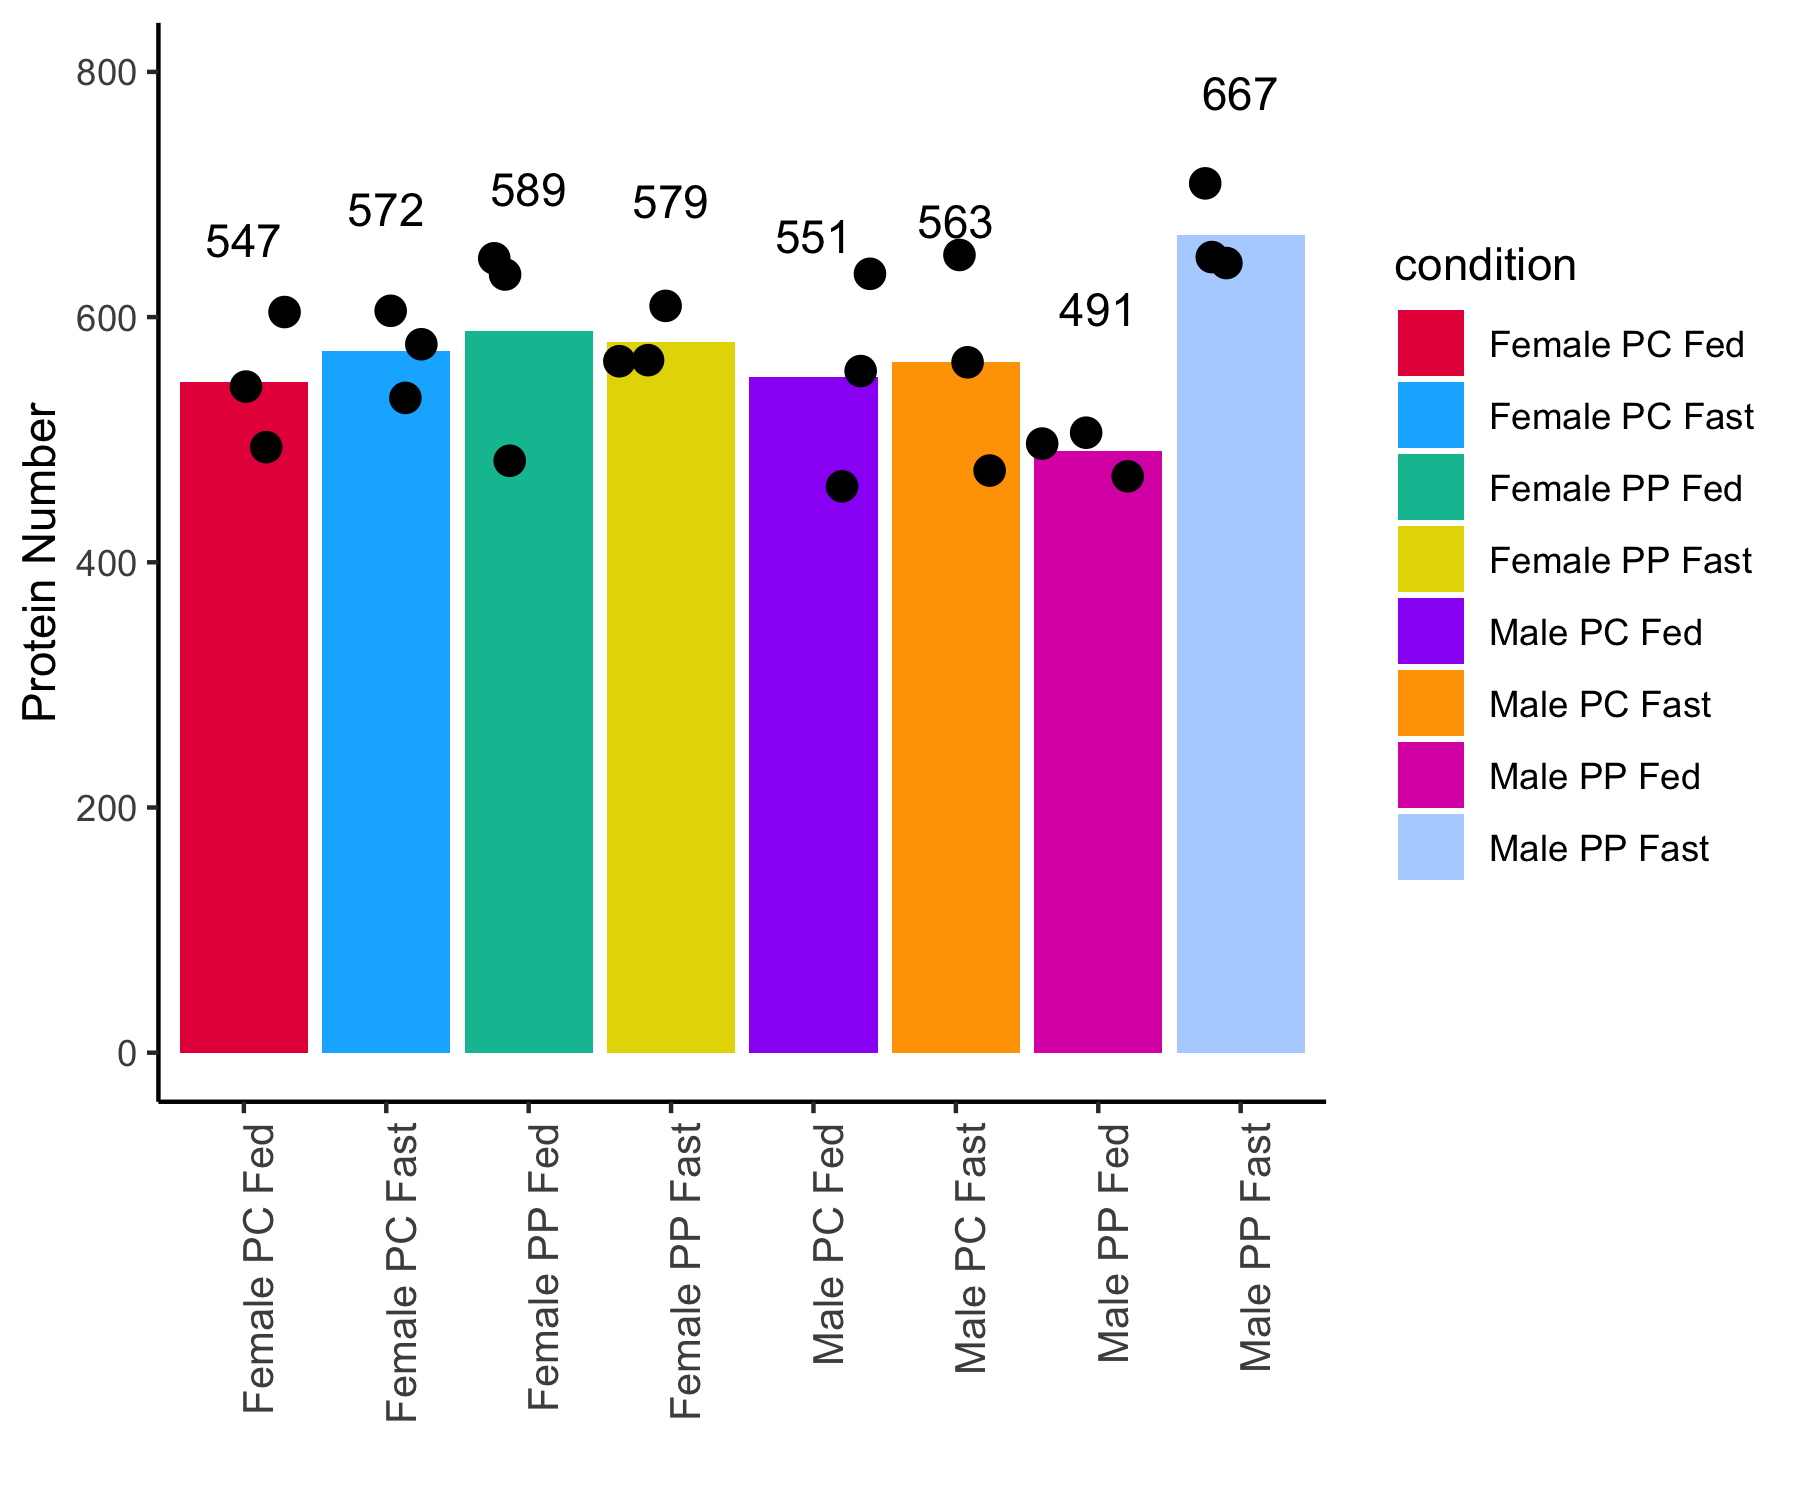 800
600
400
200
0
Protein Number
547
572
589
579
551
563
491
667
Female PC Fed
Female PC Fast
Female PP Fed
Female PP Fast
Male PC Fed
Male PC Fast
Male PP Fed
Male PP Fast
condition
Female PC Fed
Female PC Fast
Female PP Fed
Female PP Fast
Male PC Fed
Male PC Fast
Male PP Fed
Male PP Fast